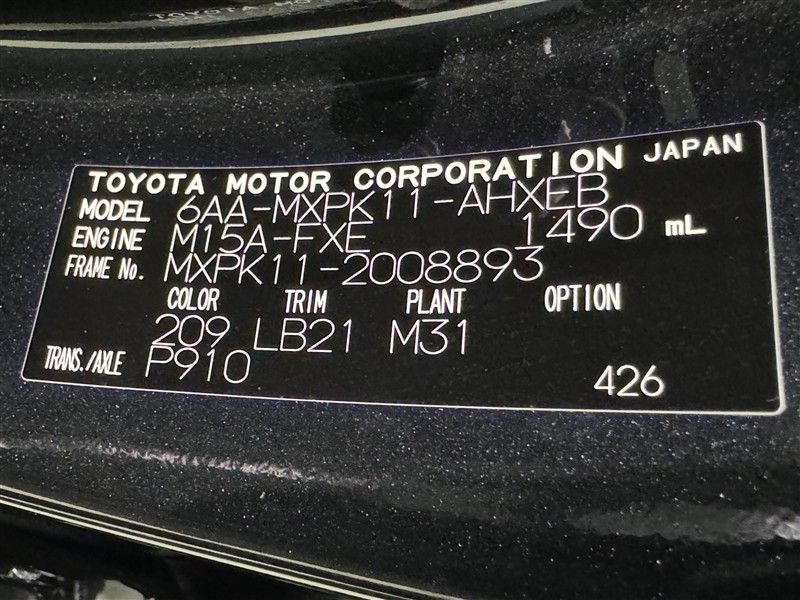 TOYOTA MOTOR CORPORATION JAPAN
MODEL 6AA-MXPK11-AHXEB
ENGINE M15A-FXE 1490 mL
FRAME No. MXPK11-2008893
COLOR TRIM PLANT OPTION
209 LB21 M31
TRANS./AXLE P910
426